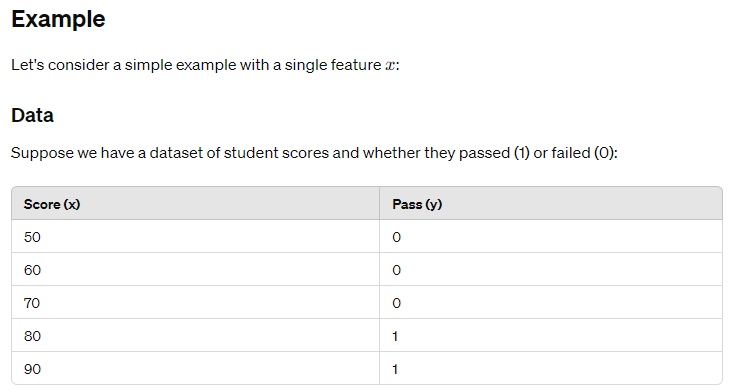 Example
Let's consider a simple example with a single feature x:
Data
Suppose we have a dataset of student scores and whether they passed (1) or failed (0):
Score (x) Pass (y)
50 0
60 0
70 0
80 1
90 1